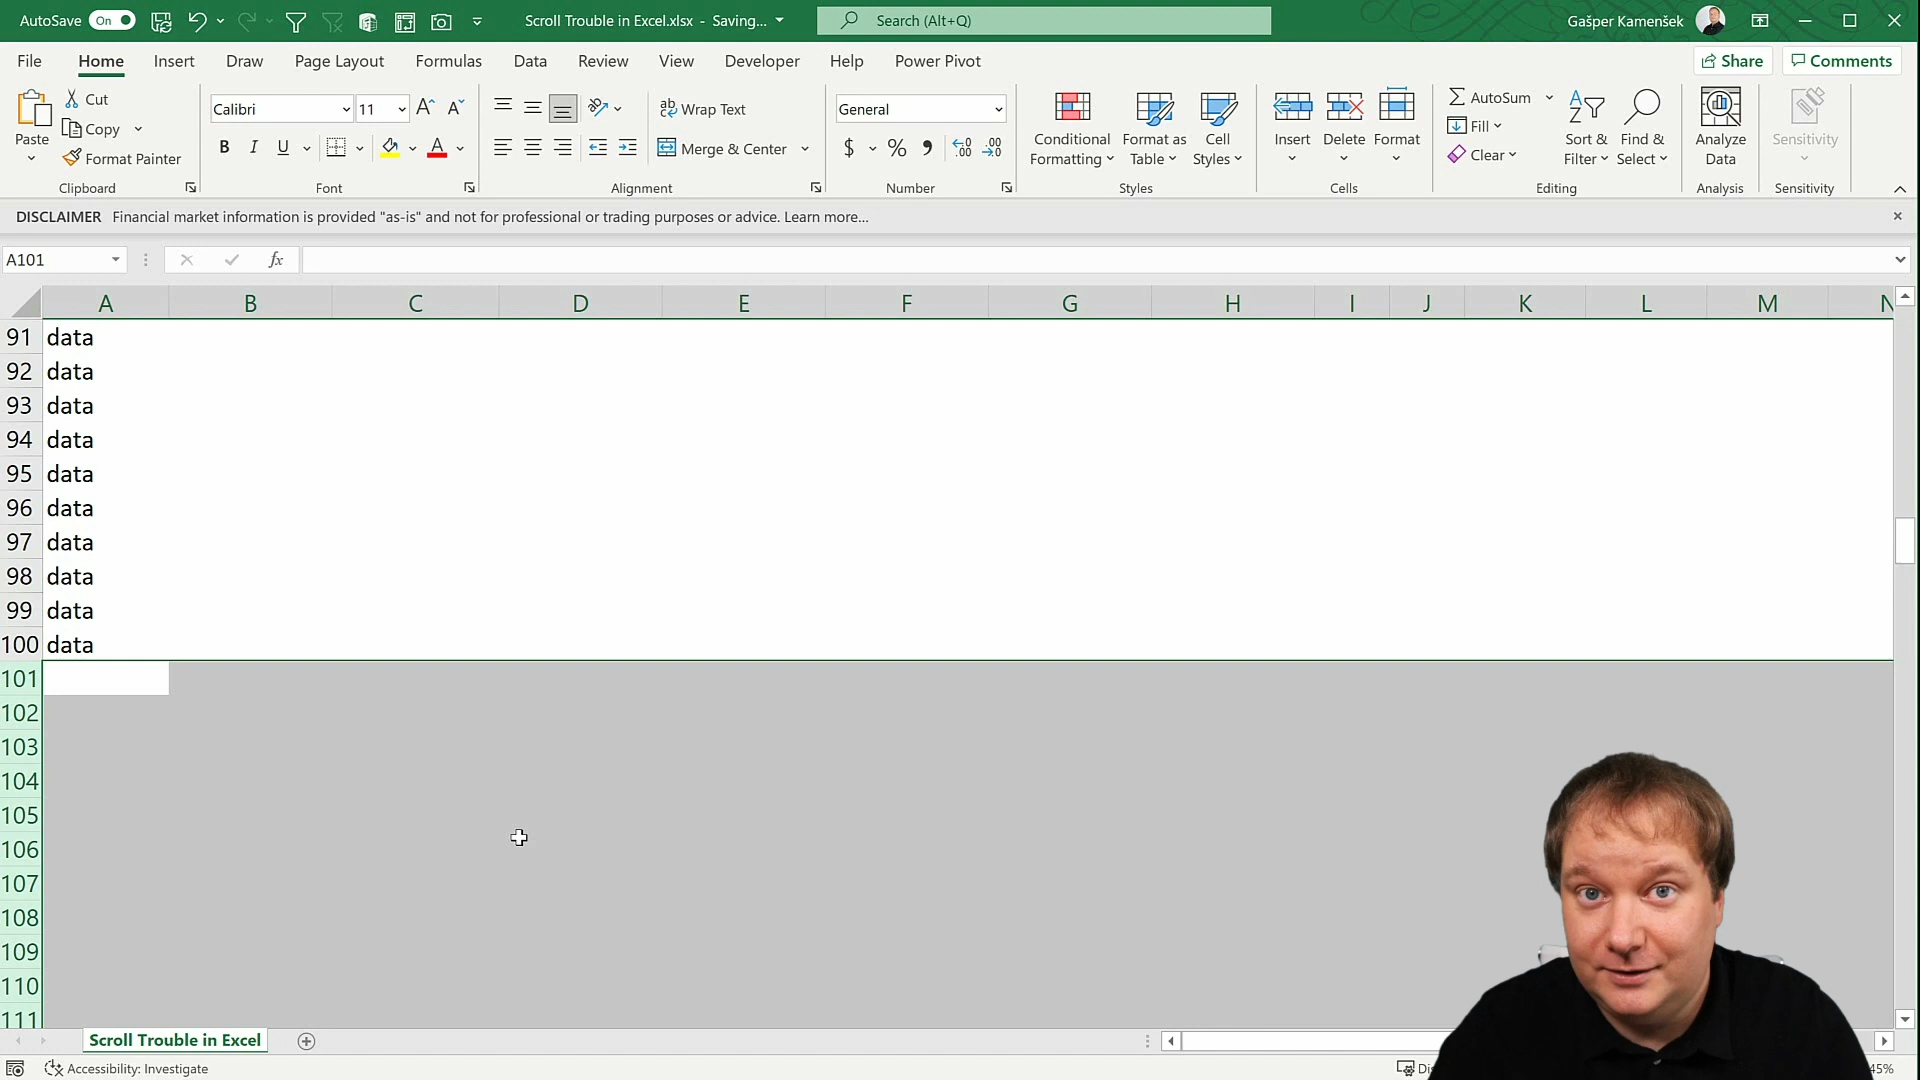 AutoSave On Scroll Trouble in Excel.xlsx - Saving... Search (Alt+Q) Gašper Kamenšek
File Home Insert Draw Page Layout Formulas Data Review View Developer Help Power Pivot Share Comments
Paste Cut Copy Format Painter
Calibri 11
B I U A
ab Wrap Text
Merge & Center
General
$ %
Conditional Formatting Format as Table Cell Styles
Insert Delete Format
AutoSum Fill Clear
Sort & Filter Find & Select
Analyze Data
Sensitivity
Clipboard Font Alignment Number Styles Cells Editing Analysis Sensitivity
DISCLAIMER Financial market information is provided "as-is" and not for professional or trading purposes or advice. Learn more...
A101 fx
A B C D E F G H I J K L M N
91 data
92 data
93 data
94 data
95 data
96 data
97 data
98 data
99 data
100 data
101
102
103
104
105
106
107
108
109
110
111
Scroll Trouble in Excel
Accessibility: Investigate